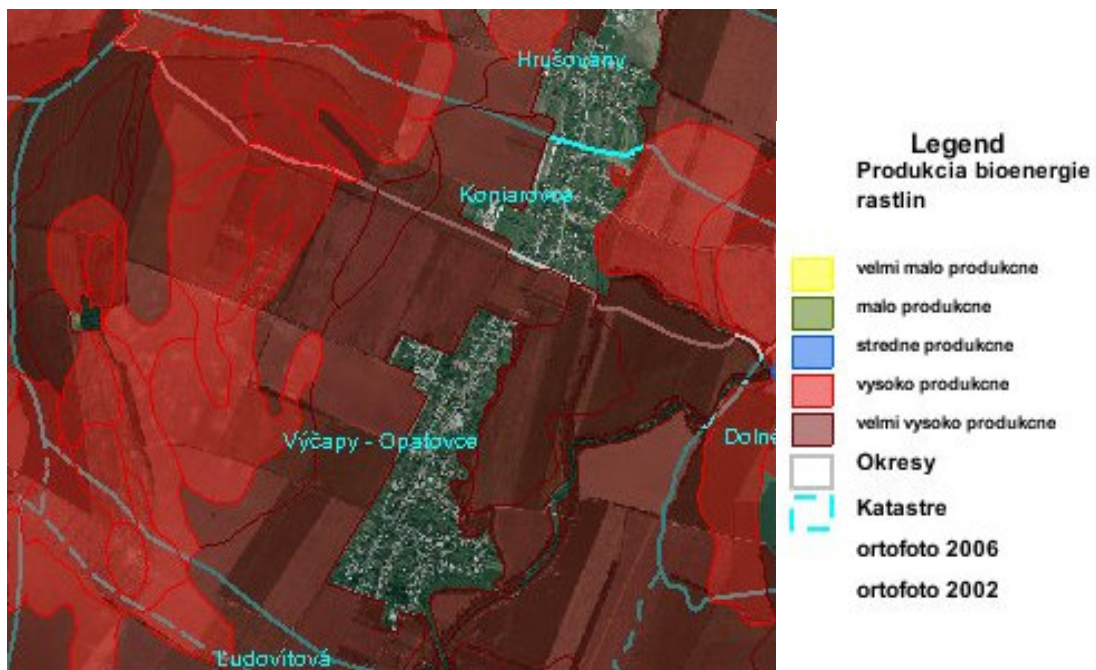 Hrušovany
Koniarovce
Výčapy - Opatovce
Dolné
Ľudovítová
Legend
Produkcia bioenergie
rastlin
velmi malo produkcne
malo produkcne
stredne produkcne
vysoko produkcne
velmi vysoko produkcne
Okresy
Katastre
ortofoto 2006
ortofoto 2002